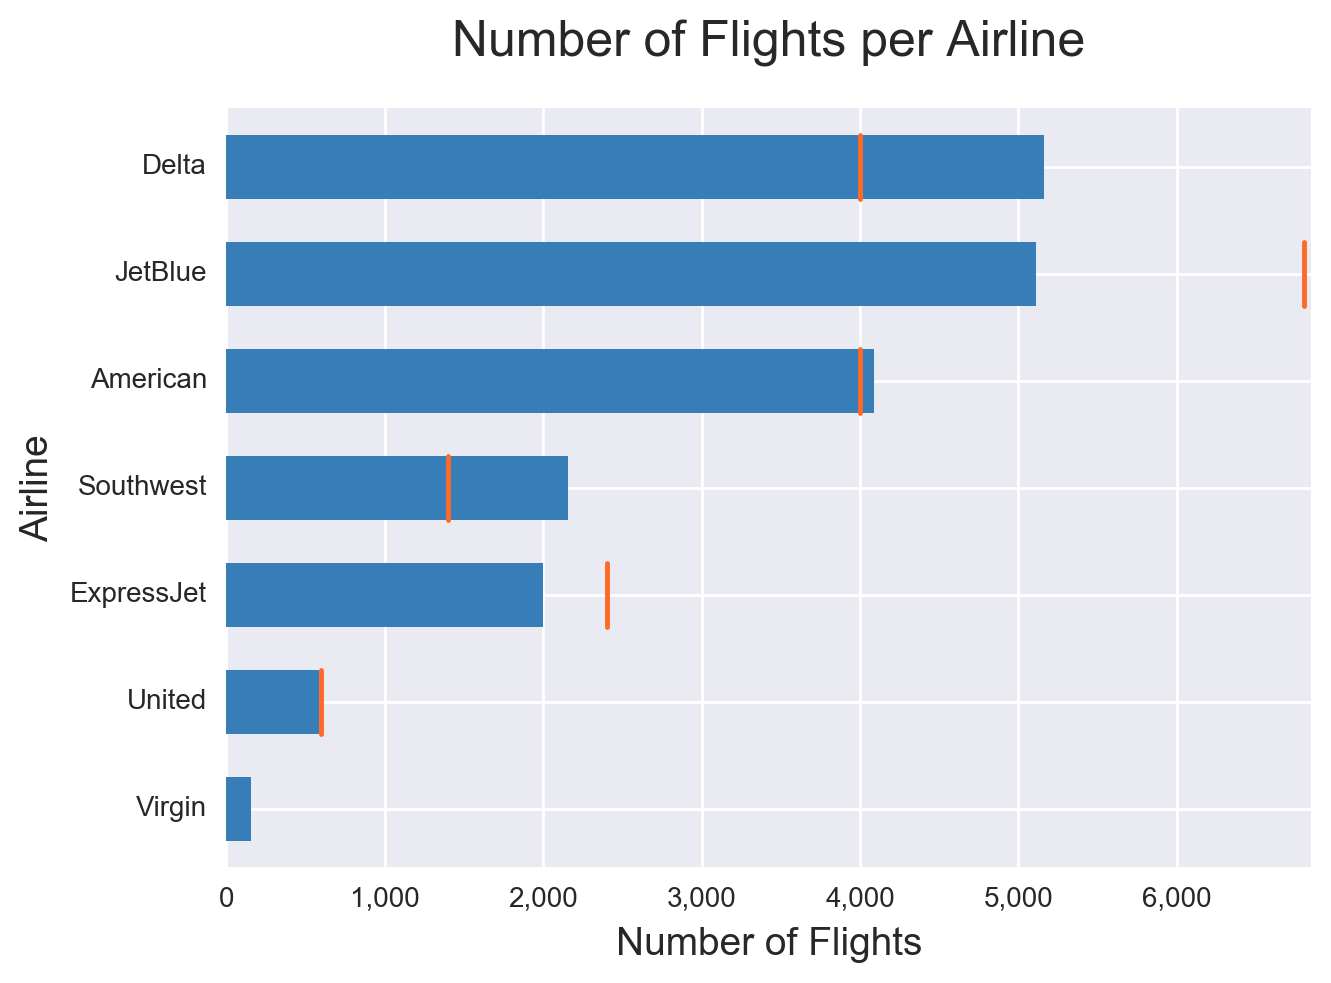 Number of Flights per Airline
Airline
Delta
JetBlue
American
Southwest
ExpressJet
United
Virgin
0 1,000 2,000 3,000 4,000 5,000 6,000
Number of Flights